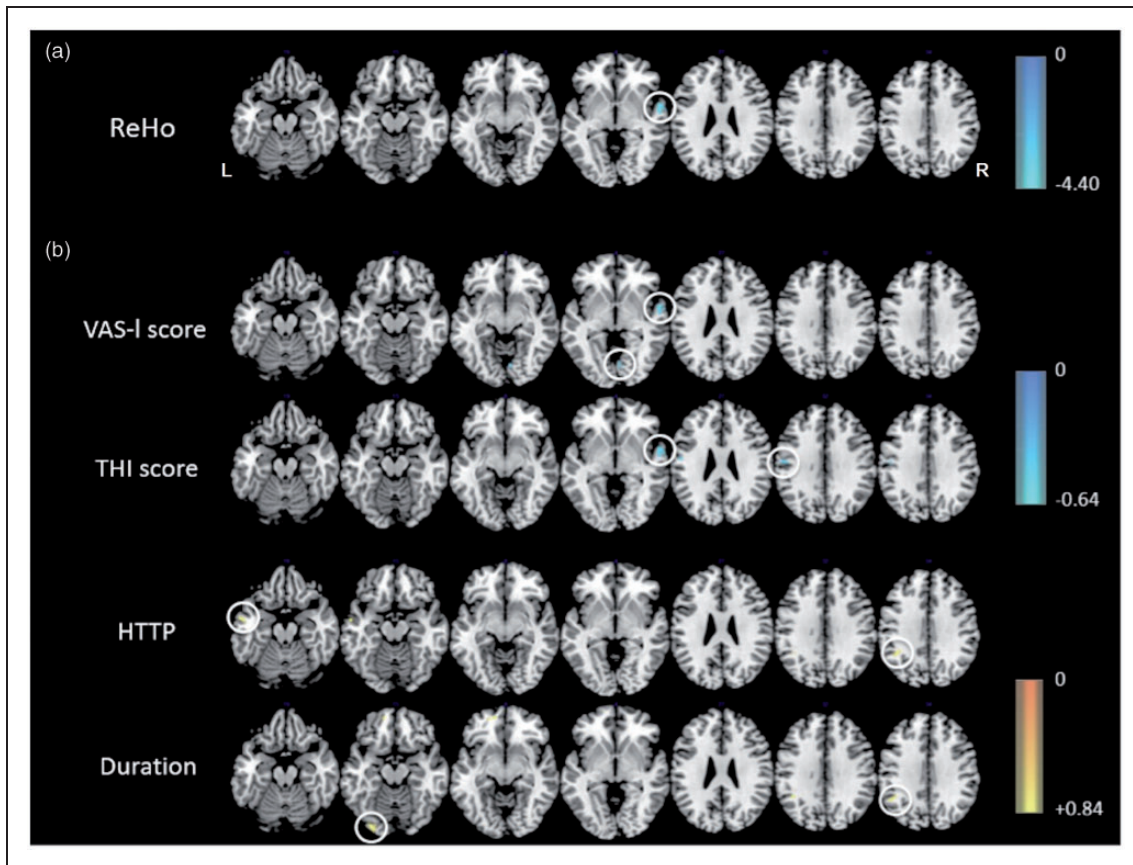 (a)
0
ReHo
L
R
-4.40
(b)
VAS-l score
0
THI score
-0.64
HTTP
0
Duration
+0.84